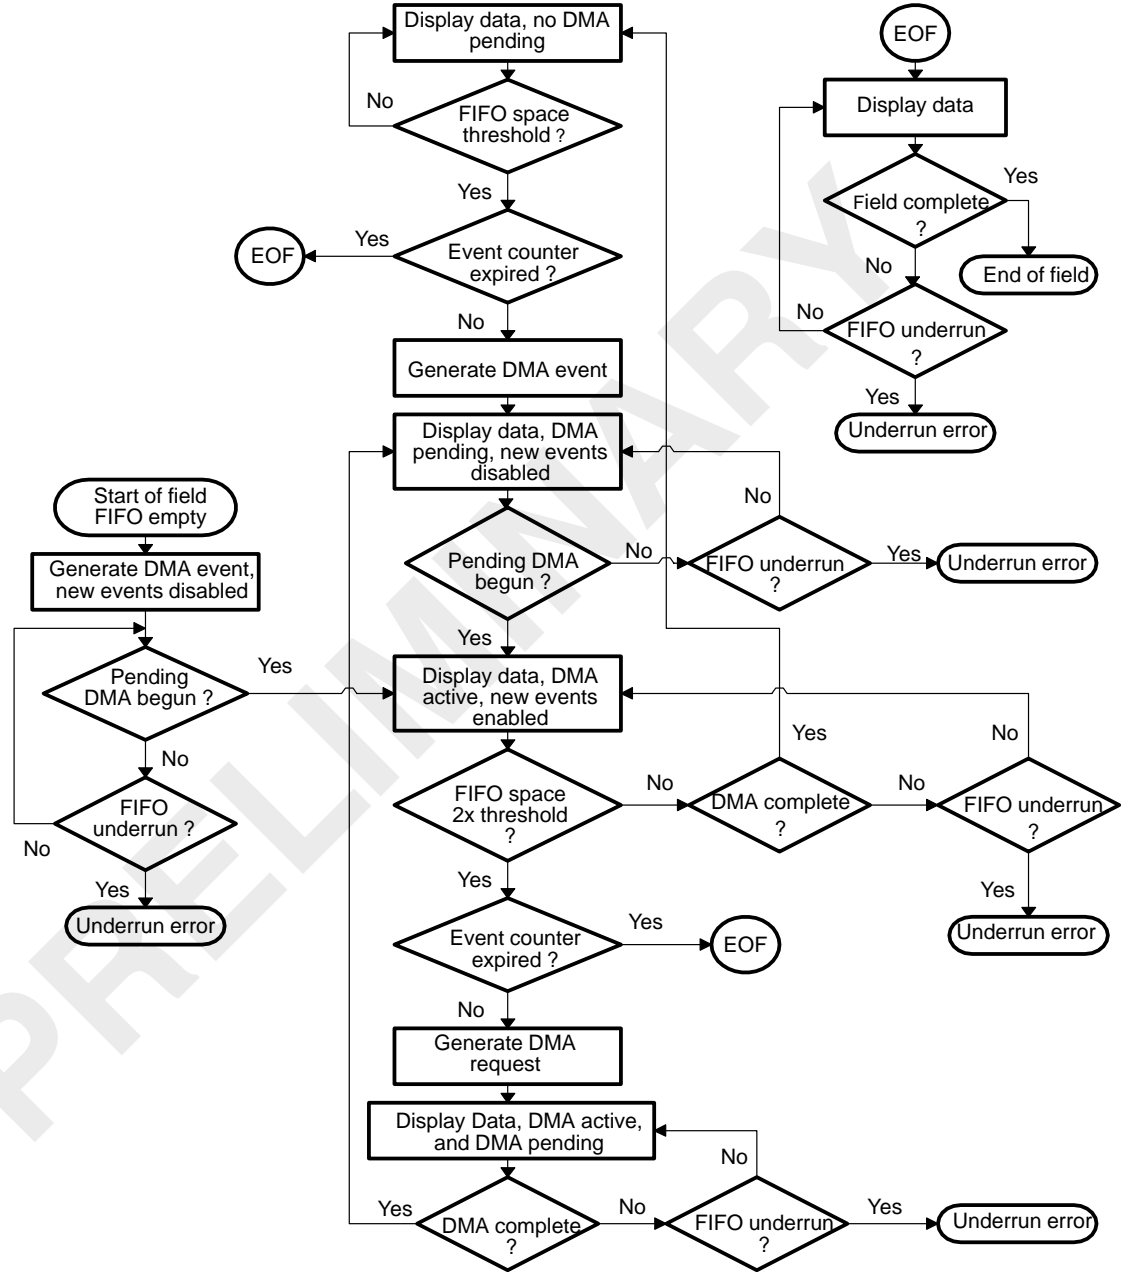 Display data, no DMA
pending
No
FIFO space
threshold ?
Yes
Yes
EOF
Event counter
expired ?
No
Generate DMA event
Display data, DMA
pending, new events
disabled
Pending DMA
begun ?
No
No
FIFO underrun
?
Yes
Underrun error
Yes
EOF
Display data
Field complete
?
Yes
End of field
No
No
FIFO underrun
?
Yes
Underrun error
Start of field
FIFO empty
Generate DMA event,
new events disabled
Pending
DMA begun ?
Yes
No
FIFO
underrun ?
No
Yes
Underrun error
Display data, DMA
active, new events
enabled
FIFO space
2x threshold
?
No
DMA complete
?
Yes
No
FIFO underrun
?
No
Yes
Underrun error
Yes
Event counter
expired ?
Yes
EOF
No
Generate DMA
request
Display Data, DMA active,
and DMA pending
Yes
DMA complete
?
No
No
FIFO underrun
?
Yes
Underrun error
PRELIMINARY